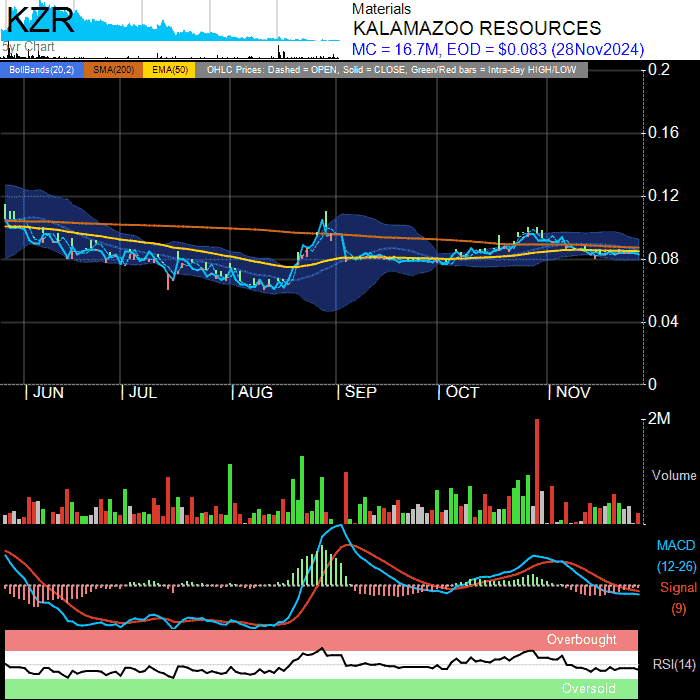 KZR
5yr Chart
Materials
KALAMAZOO RESOURCES
MC = 16.7M, EOD = $0.083 (28Nov2024)
BollBands(20,2) SMA(200) EMA(50) OHLC Prices: Dashed = OPEN, Solid = CLOSE, Green/Red bars = Intra-day HIGH/LOW
0.2
0.16
0.12
0.08
0.04
0
JUN JUL AUG SEP OCT NOV
2M
Volume
MACD
(12-26)
Signal
(9)
Overbought
RSI(14)
Oversold